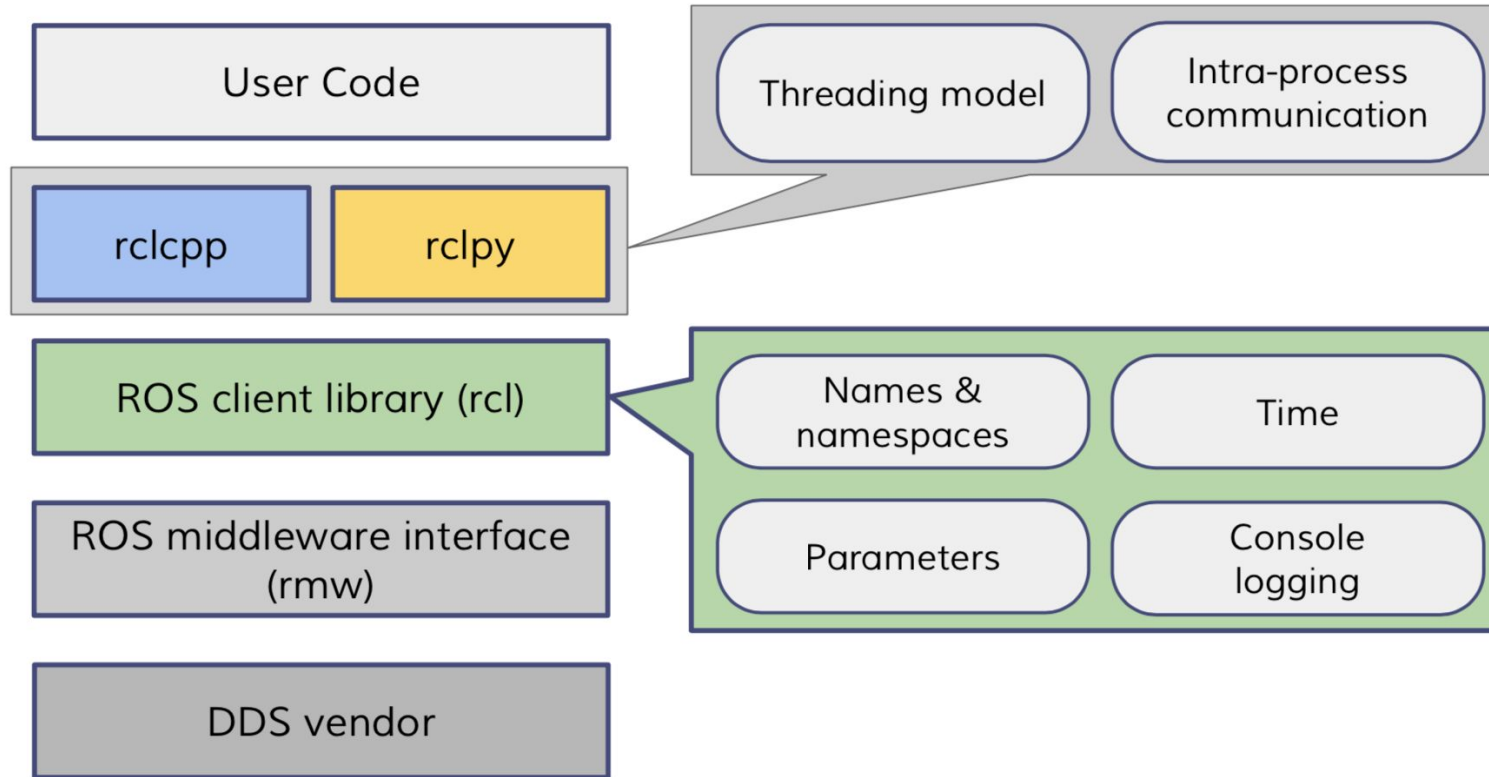 User Code
Threading model
Intra-process
communication
rclcpp
rclpy
ROS client library (rcl)
Names &
namespaces
Time
Parameters
Console
logging
ROS middleware interface
(rmw)
DDS vendor